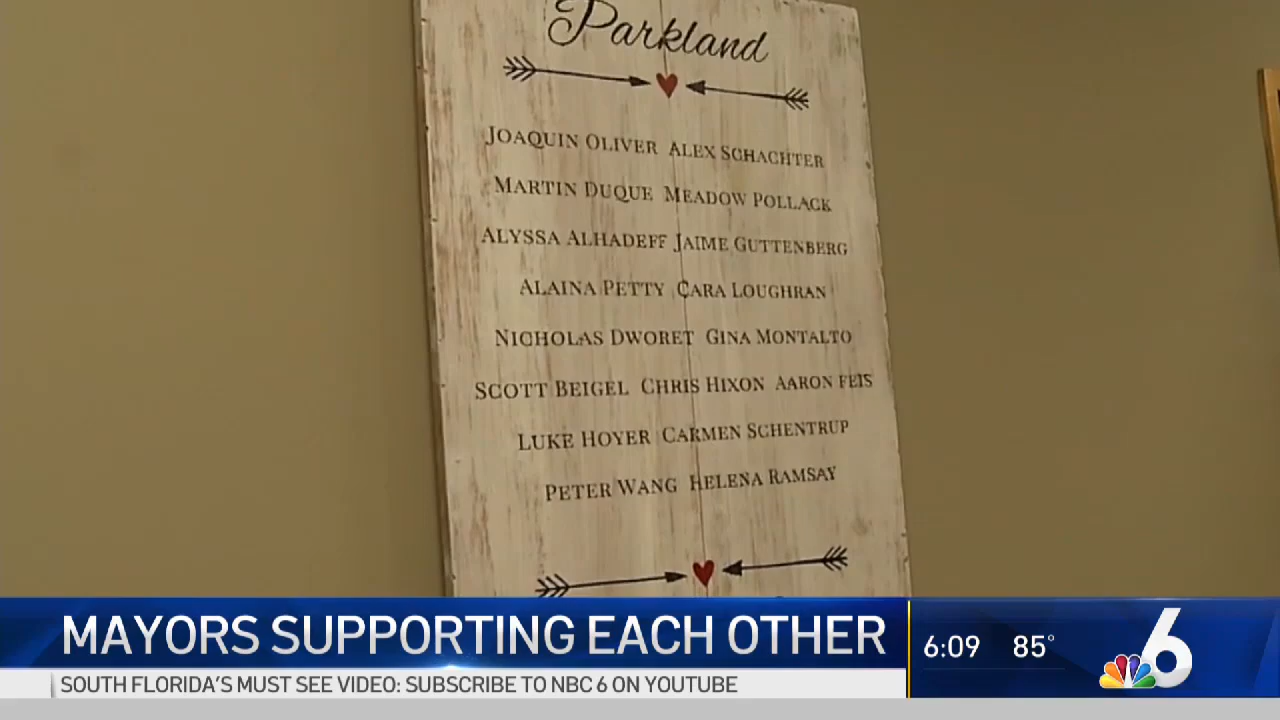 Parkland
JOAQUIN OLIVER ALEX SCHACHTER
MARTIN DUQUE MEADOW POLLACK
ALYSSA ALHADEFF JAIME GUTTENBERG
ALAINA PETTY CARA LOUGHRAN
NICHOLAS DWORET GINA MONTALTO
SCOTT BEIGEL CHRIS HIXON AARON FEIS
LUKE HOYER CARMEN SCHENTRUP
PETER WANG HELENA RAMSAY
MAYORS SUPPORTING EACH OTHER
6:09 85°
6
SOUTH FLORIDA'S MUST SEE VIDEO: SUBSCRIBE TO NBC 6 ON YOUTUBE